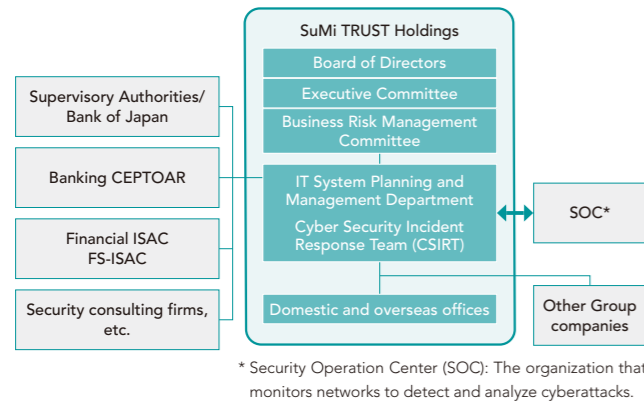 SuMi TRUST Holdings
Board of Directors
Executive Committee
Business Risk Management
Committee
IT System Planning and
Management Department
Cyber Security Incident
Response Team (CSIRT)
Domestic and overseas offices
Supervisory Authorities/
Bank of Japan
Banking CEPTOAR
Financial ISAC
FS-ISAC
Security consulting firms,
etc.
SOC*
Other Group
companies
* Security Operation Center (SOC): The organization that
monitors networks to detect and analyze cyberattacks.